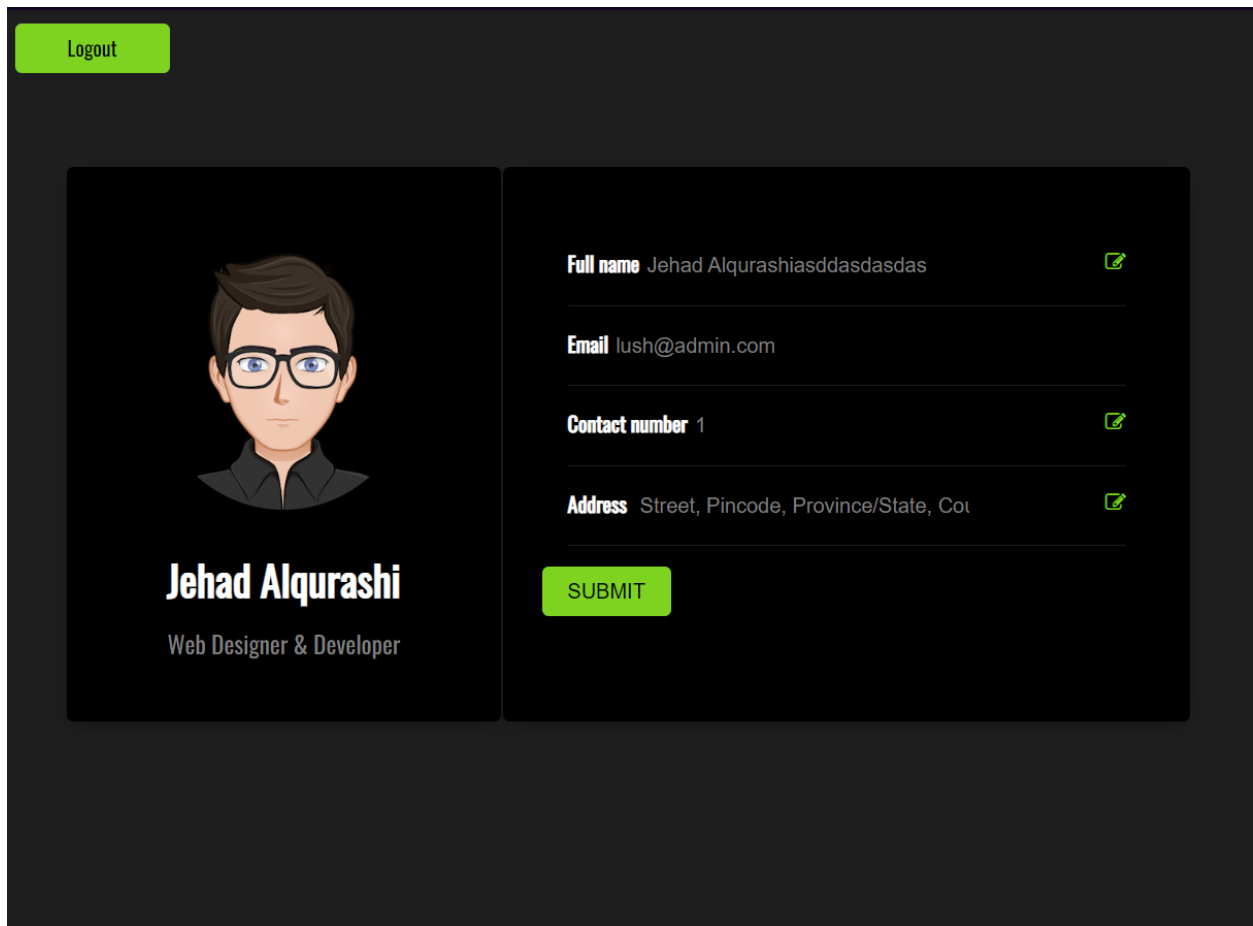 Logout
Jehad Alqurashi
Web Designer & Developer
Full name Jehad Alqurashiasddasdasdas
Email lush@admin.com
Contact number 1
Address Street, Pincode, Province/State, Cou
SUBMIT